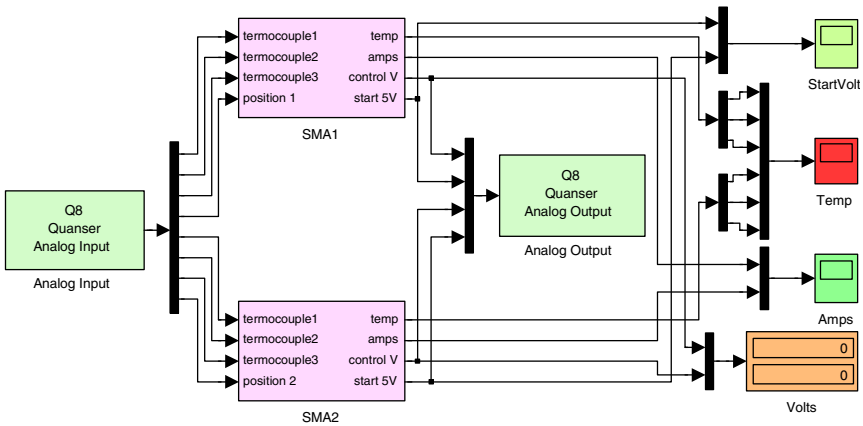 Q8
Quanser
Analog Input
Analog Input
termocouple1
termocouple2
termocouple3
position 1
temp
amps
control V
start 5V
SMA1
Q8
Quanser
Analog Output
Analog Output
termocouple1
termocouple2
termocouple3
position 2
temp
amps
control V
start 5V
SMA2
StartVolt
Temp
Amps
0
0
Volts